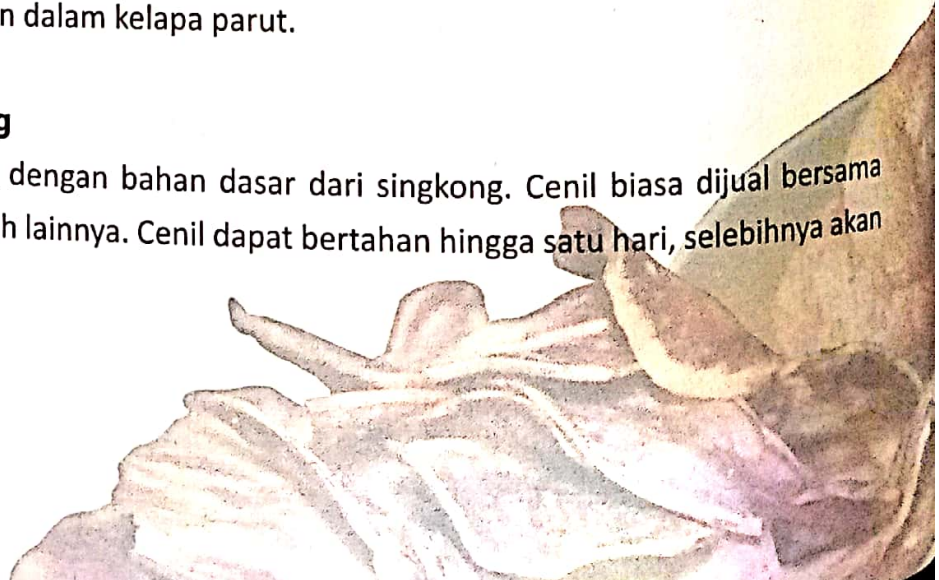 n dalam kelapa parut.
g
dengan bahan dasar dari singkong. Cenil biasa dijual bersama
h lainnya. Cenil dapat bertahan hingga satu hari, selebihnya akan